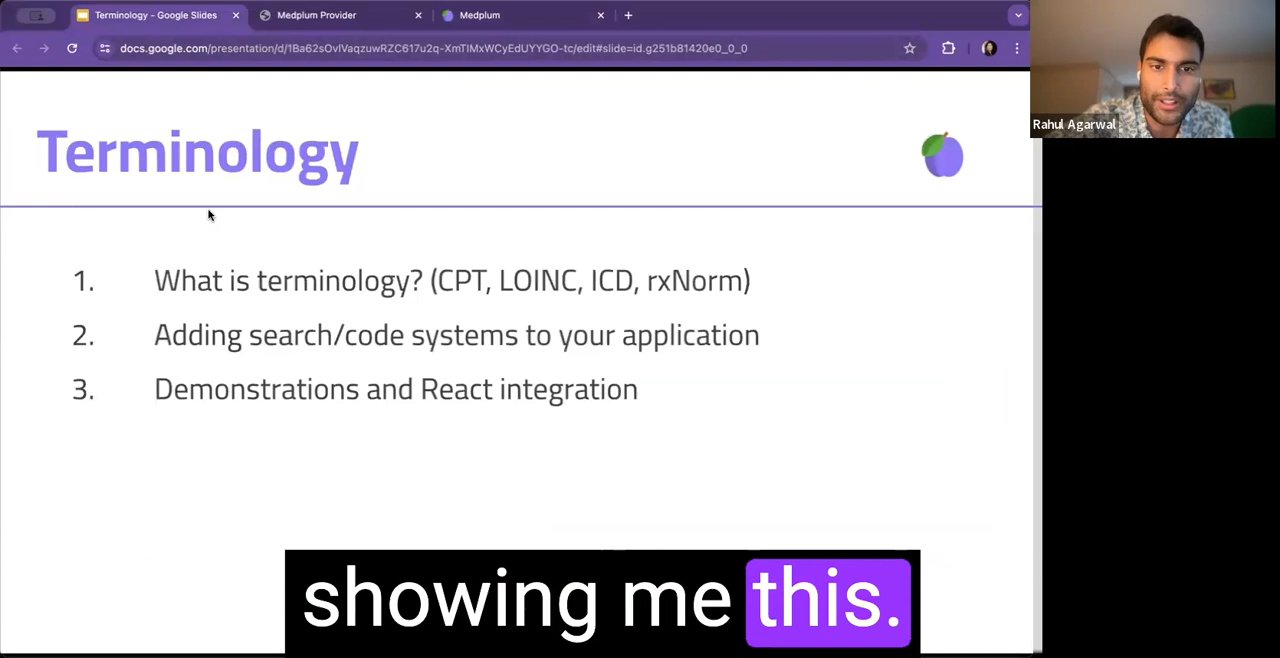 Terminology - Google Slides
Medplum Provider
Medplum
docs.google.com/presentation/d/1Ba62sOvIVaqzuwRZC617u2q-XmTIMxWCyEdUYYGO-tc/edit#slide=id.g251b81420e0_0_0
Rahul Agarwal
Terminology
1. What is terminology? (CPT, LOINC, ICD, rxNorm)
2. Adding search/code systems to your application
3. Demonstrations and React integration
showing me this.